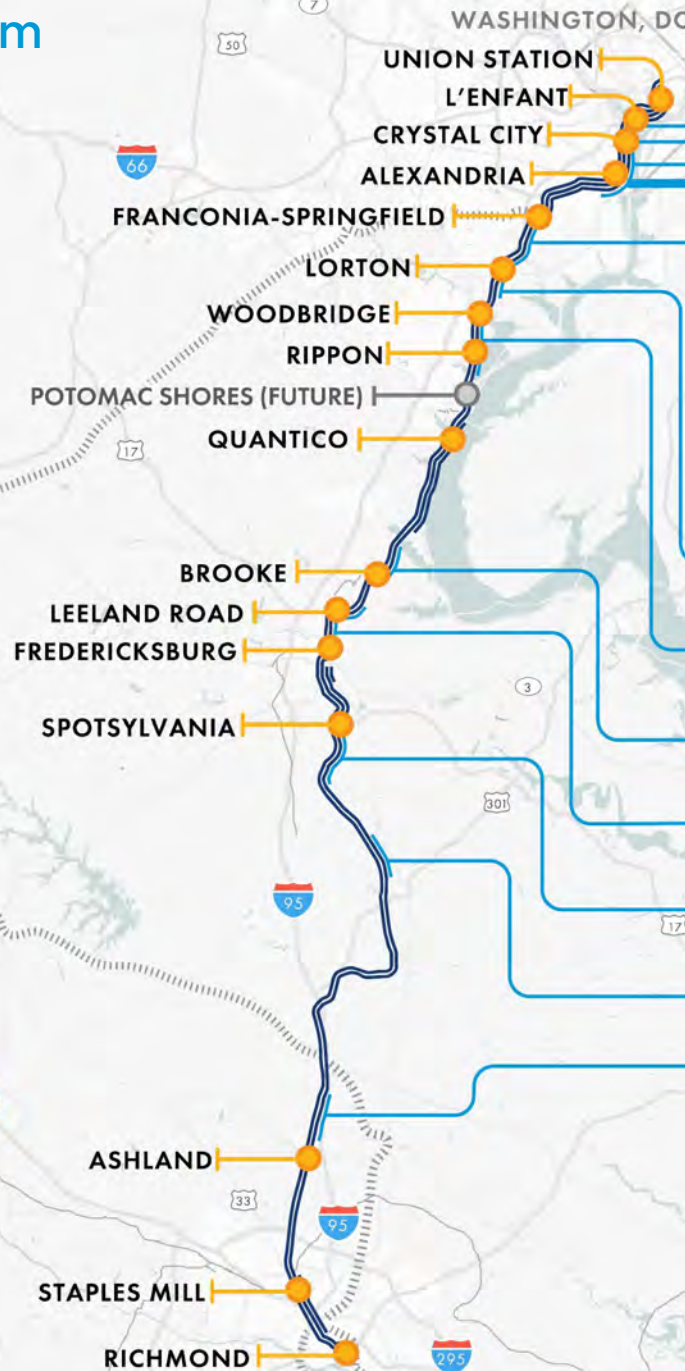 m
7
WASHINGTON, DC
50
UNION STATION
L'ENFANT
CRYSTAL CITY
66
ALEXANDRIA
FRANCONIA-SPRINGFIELD
LORTON
WOODBRIDGE
RIPPON
POTOMAC SHORES (FUTURE)
QUANTICO
17
BROOKE
LEELAND ROAD
FREDERICKSBURG
3
SPOTSYLVANIA
301
95
17
ASHLAND
33
95
STAPLES MILL
RICHMOND
295